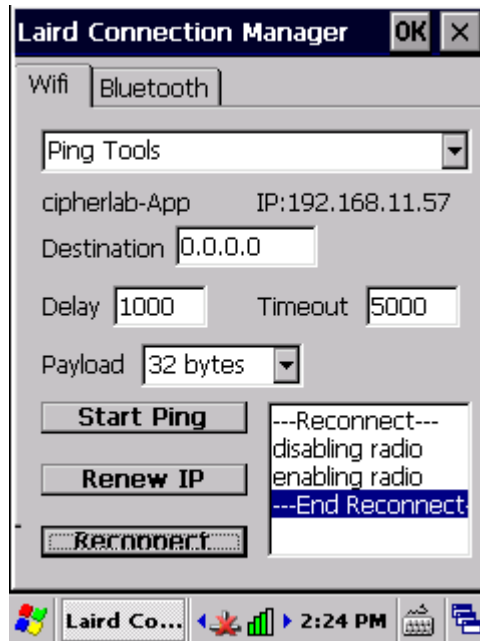 Laird Connection Manager OK
Wifi Bluetooth
Ping Tools
cipherlab-App IP:192.168.11.57
Destination 0.0.0.0
Delay 1000 Timeout 5000
Payload 32 bytes
Start Ping
Renew IP
Reconnect
---Reconnect---
disabling radio
enabling radio
---End Reconnect-
Laird Co... 2:24 PM